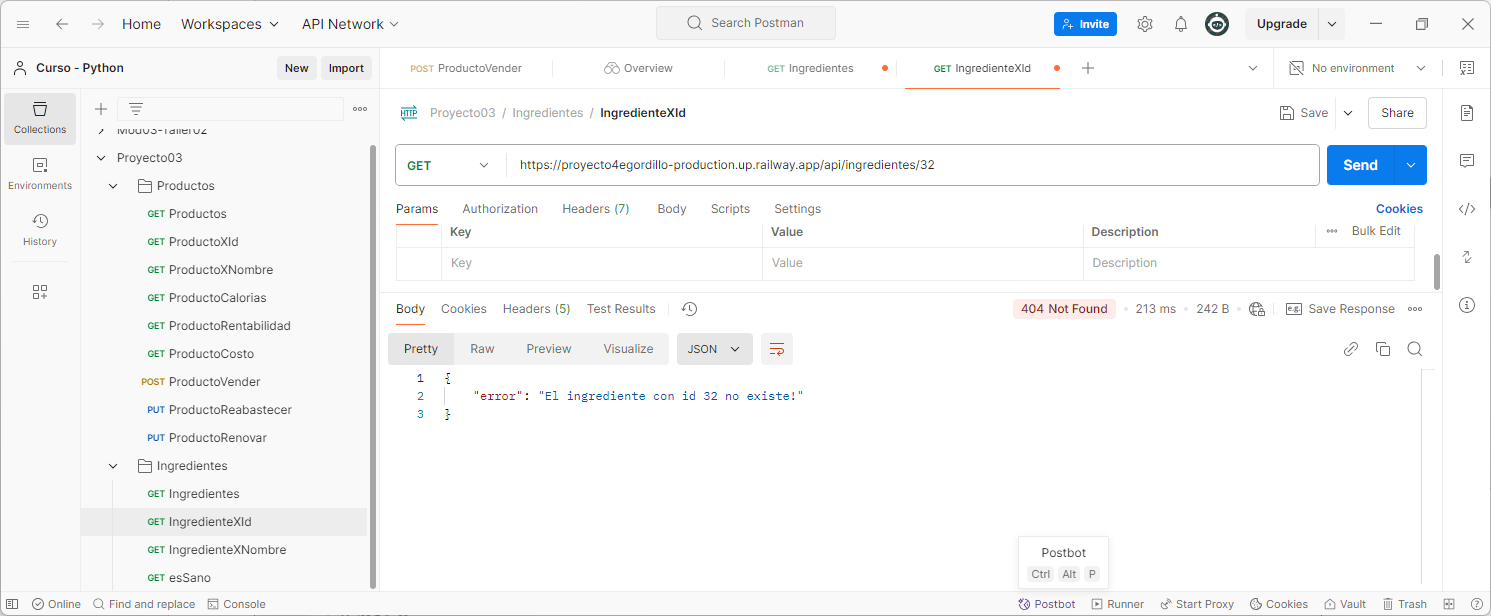 Home Workspaces API Network Search Postman Invite Upgrade
Curso - Python New Import POST ProductoVender Overview GET Ingredientes GET IngredienteXId No environment
Collections
Environments
History
Mod03-Taller02
Proyecto03
Productos
GET Productos
GET ProductoXId
GET ProductoXNombre
GET ProductoCalorias
GET ProductoRentabilidad
GET ProductoCosto
POST ProductoVender
PUT ProductoReabastecer
PUT ProductoRenovar
Ingredientes
GET Ingredientes
GET IngredienteXId
GET IngredienteXNombre
GET esSano
HTTP Proyecto03 / Ingredientes / IngredienteXId Save Share
GET https://proyecto4egordillo-production.up.railway.app/api/ingredientes/32 Send
Params Authorization Headers (7) Body Scripts Settings Cookies
Key Value Description Bulk Edit
Key Value Description
Body Cookies Headers (5) Test Results 404 Not Found 213 ms 242 B e.g. Save Response
Pretty Raw Preview Visualize JSON
1 {
2 "error": "El ingrediente con id 32 no existe!"
3 }
Postbot
Ctrl Alt P
Online Find and replace Console Postbot Runner Start Proxy Cookies Vault Trash